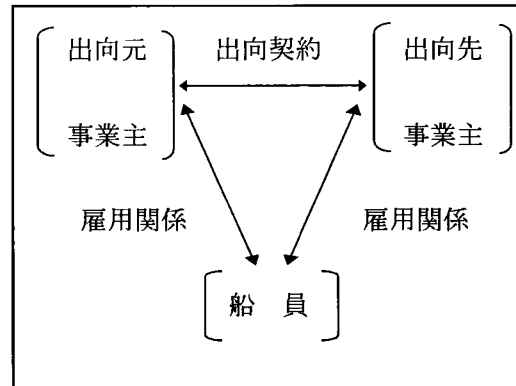 出向元
出向契約
出向先
事業主
事業主
雇用関係
雇用関係
船 員